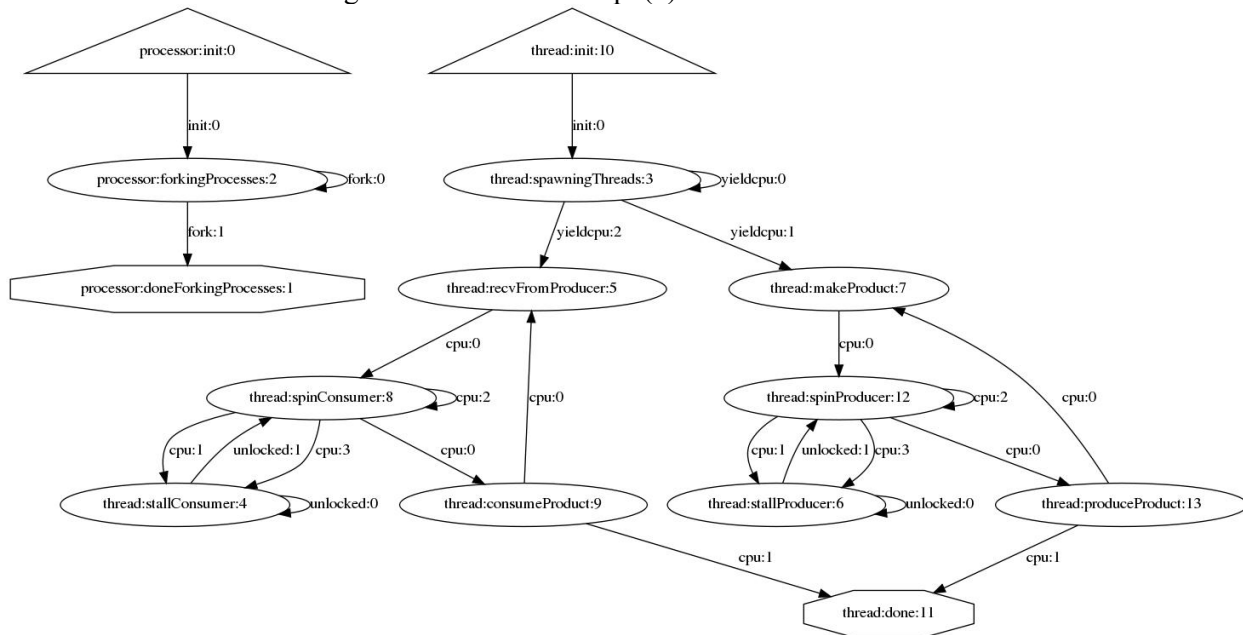 processor:init:0
thread:init:10
init:0
init:0
processor:forkingProcesses:2
fork:0
thread:spawningThreads:3
yieldcpu:0
fork:1
yieldcpu:2
yieldcpu:1
processor:doneForkingProcesses:1
thread:recvFromProducer:5
thread:makeProduct:7
cpu:0
cpu:0
thread:spinConsumer:8
cpu:2
cpu:0
thread:spinProducer:12
cpu:2
cpu:0
cpu:1
unlocked:1
cpu:3
cpu:0
cpu:1
unlocked:1
cpu:3
cpu:0
thread:stallConsumer:4
unlocked:0
thread:consumeProduct:9
thread:stallProducer:6
unlocked:0
thread:produceProduct:13
cpu:1
cpu:1
thread:done:11